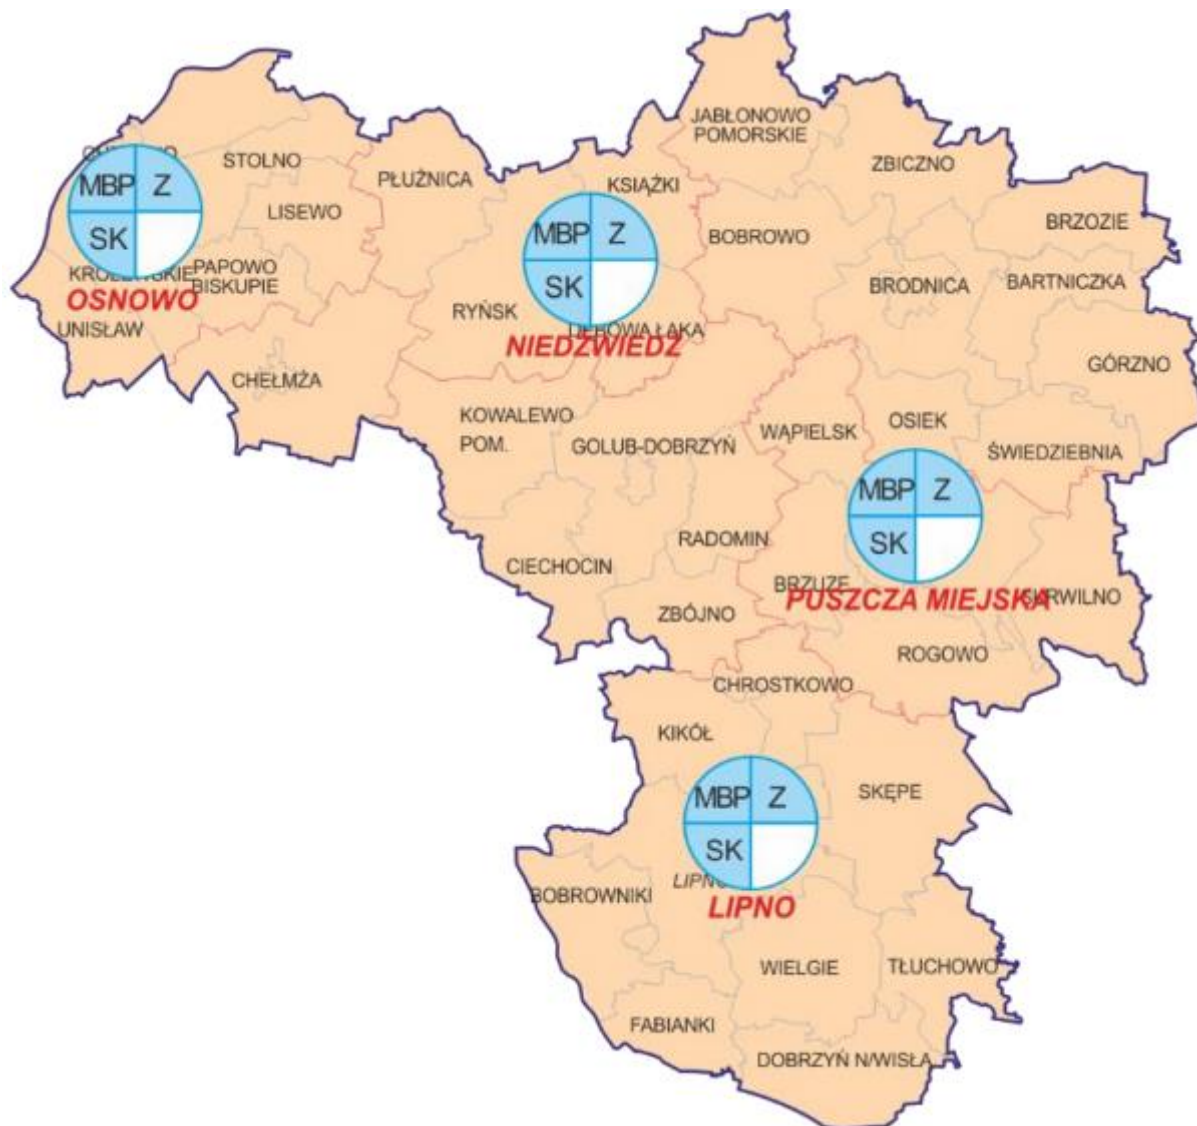 JABŁONOWO
POMORSKIE
STOLNO
ZBICZNO
PŁUŻNICA
KSIĄŻKI
MBP Z
SK
LISEWO
BRZOZIE
MBP Z
SK
BOBROWO
PAPOWO
BISKUPIE
OSNOWO
BRODNICA
BARTNICZKA
RYŃSK
UNISŁAW
NIEDŹWIEDŹ
GÓRZNO
CHEŁMŻA
KOWALEWO
POM.
GOLUB-DOBRZYŃ
WĄPIELSK
OSIEK
ŚWIEDZIEBNIA
MBP Z
SK
RADOMIN
CIECHOCIN
BRZUZE
PUSZCZA MIEJSKA
ZBÓJNO
ROGOWO
CHROSTKOWO
KIKÓŁ
SKĘPE
MBP Z
SK
LIPNO
BOBROWNIKI
LIPNO
WIELGIE
TŁUCHOWO
FABIANKI
DOBRZYŃ N/WISŁĄ